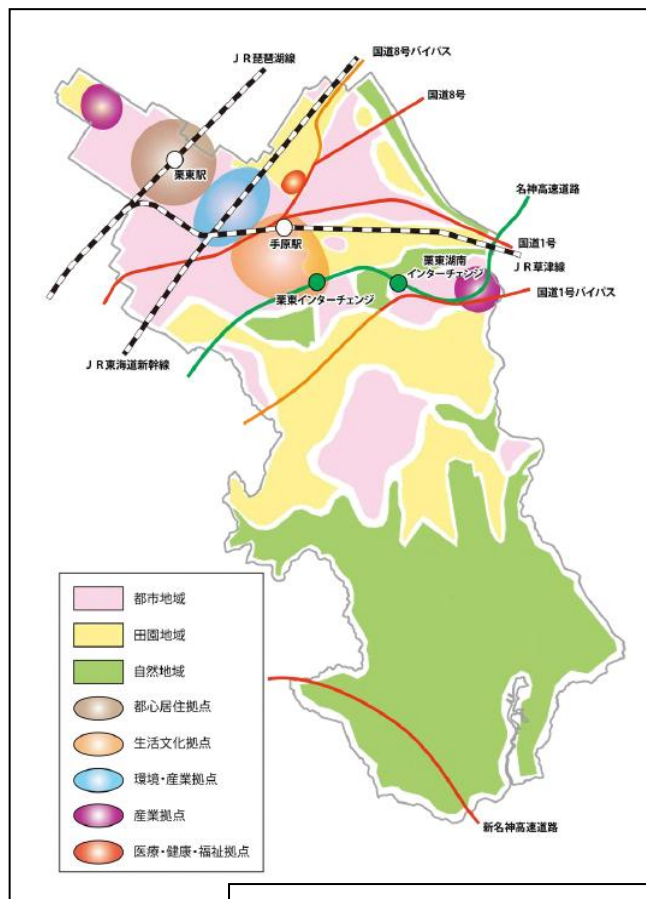 国道8号バイパス
ＪＲ琵琶湖線
国道8号
名神高速道路
栗東駅
手原駅
国道1号
栗東湖南
インターチェンジ
ＪＲ草津線
国道1号バイパス
栗東インターチェンジ
ＪＲ東海道新幹線
都市地域
田園地域
自然地域
都心居住拠点
生活文化拠点
環境・産業拠点
産業拠点
医療・健康・福祉拠点
新名神高速道路